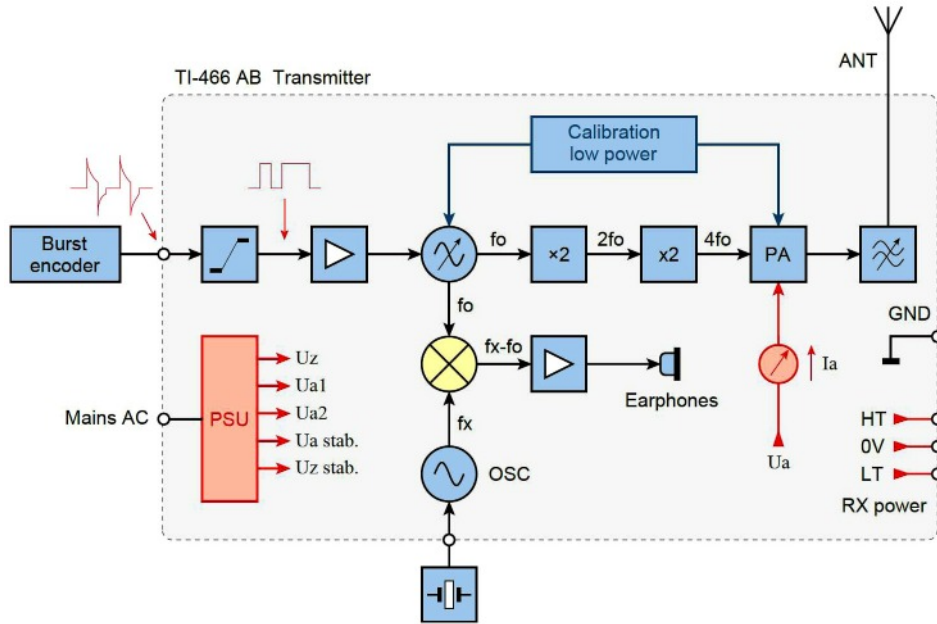 ANT
TI-466 AB Transmitter
Calibration
low power
Burst
encoder
fo
×2
2fo
x2
4fo
PA
fo
GND
fx-fo
Ia
Earphones
Mains AC
PSU
Uz
Ua1
Ua2
Ua stab.
Uz stab.
fx
OSC
Ua
HT
0V
LT
RX power